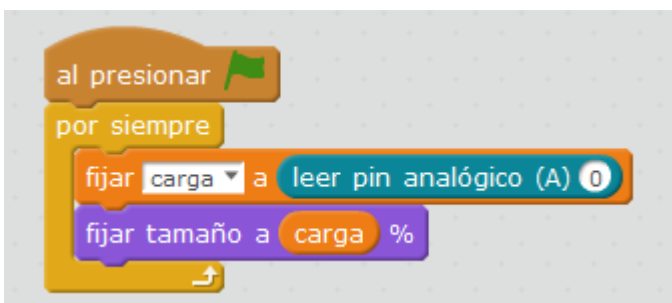 al presionar
por siempre
fijar carga a leer pin analógico (A) 0
fijar tamaño a carga %